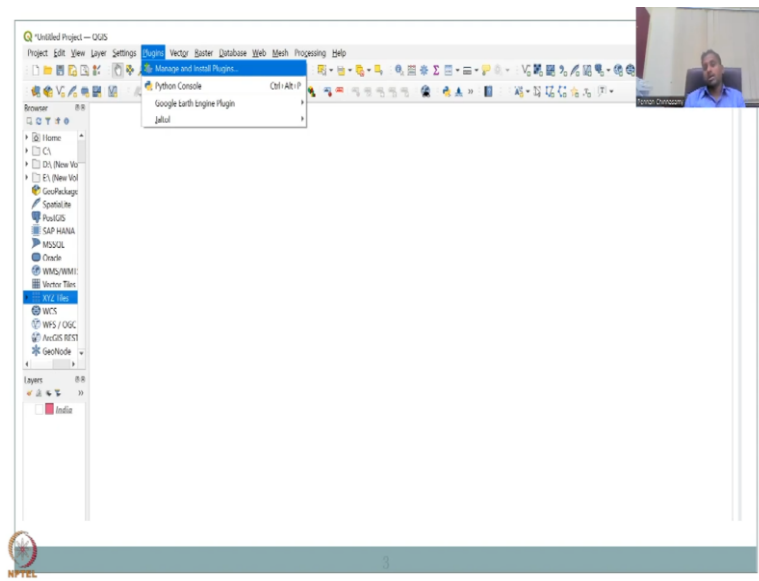 *Untitled Project — QGIS
Project Edit View Layer Settings Plugins Vector Raster Database Web Mesh Processing Help
Manage and Install Plugins...
Python Console Ctrl+Alt+P
Google Earth Engine Plugin
Jaltol
Browser
Home
C:\
D:\ (New Vo
E:\ (New Vol
GeoPackage
SpatiaLite
PostGIS
SAP HANA
MSSQL
Oracle
WMS/WMT
Vector Tiles
XYZ Tiles
WCS
WFS / OGC
ArcGIS REST
GeoNode
Layers
India
3
NPTEL